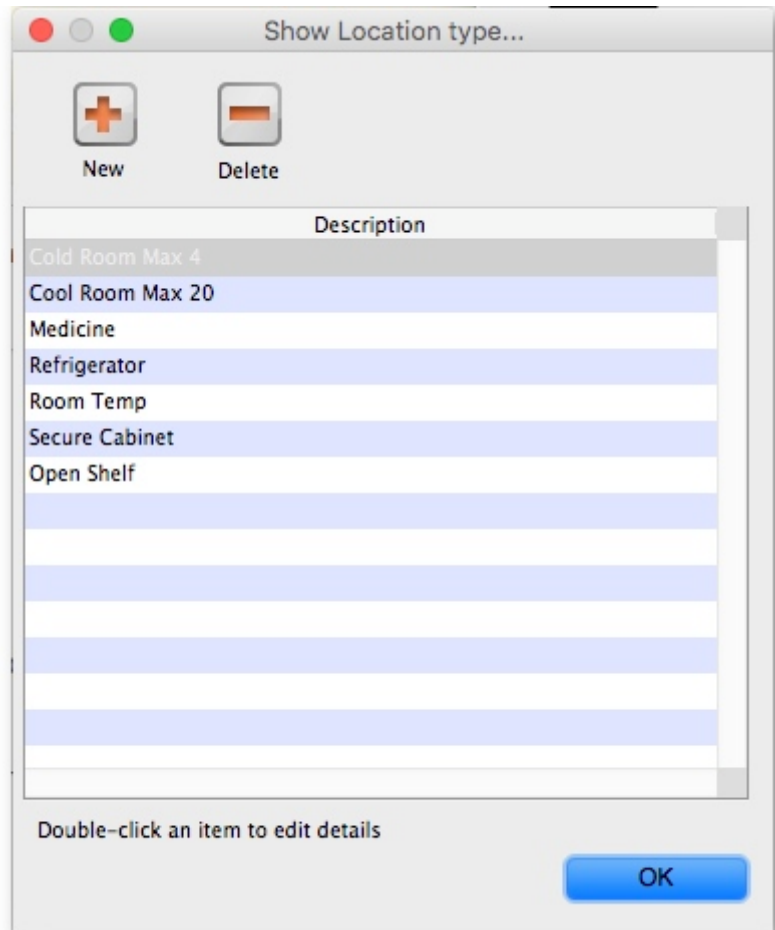 Show Location type...
New Delete
Description
Cold Room Max 4
Cool Room Max 20
Medicine
Refrigerator
Room Temp
Secure Cabinet
Open Shelf
Double-click an item to edit details
OK